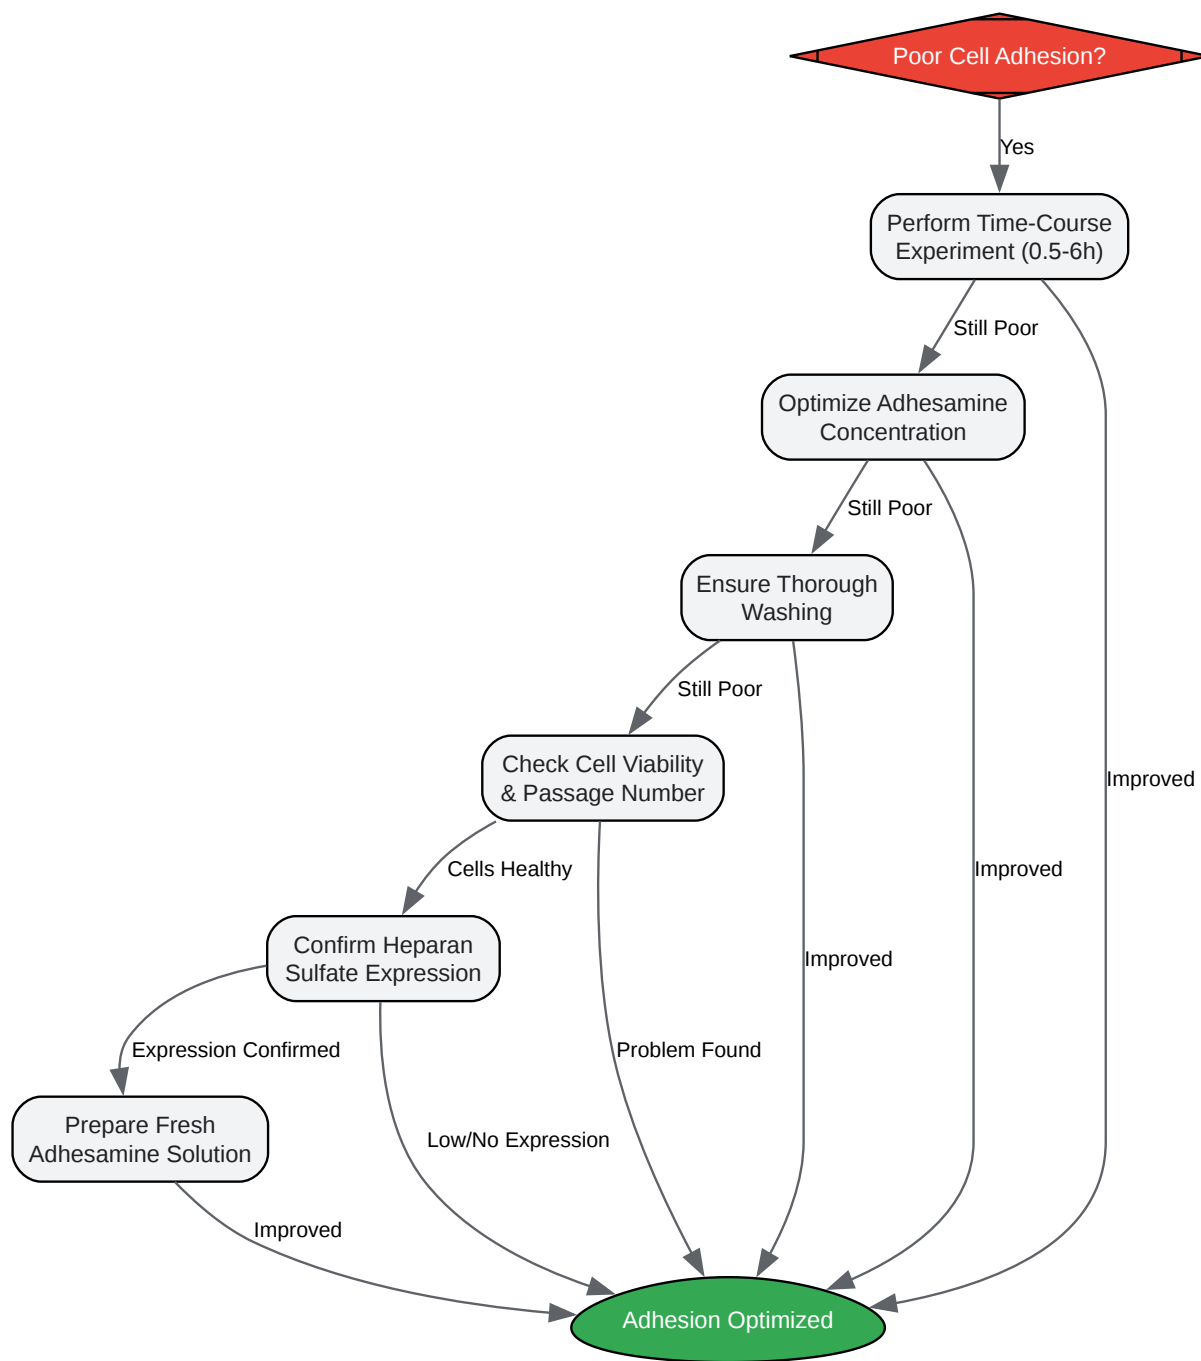 Poor Cell Adhesion?
Yes
Perform Time-Course
Experiment (0.5-6h)
Still Poor
Optimize Adhesamine
Concentration
Still Poor
Ensure Thorough
Washing
Still Poor
Check Cell Viability
& Passage Number
Improved
Cells Healthy
Improved
Confirm Heparan
Sulfate Expression
Improved
Expression Confirmed
Problem Found
Prepare Fresh
Adhesamine Solution
Low/No Expression
Improved
Adhesion Optimized